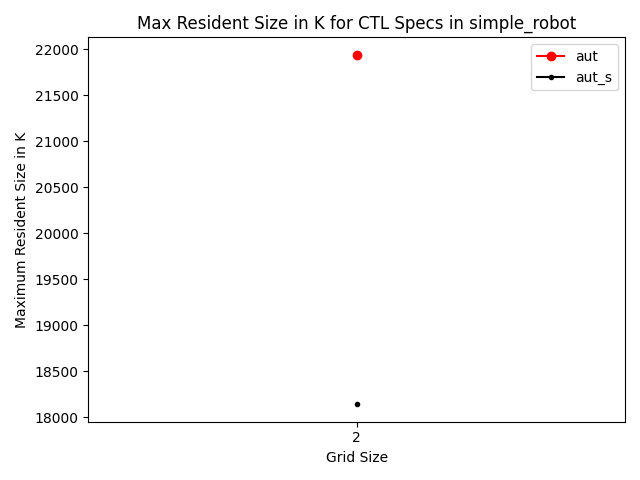 Max Resident Size in K for CTL Specs in simple_robot
aut
aut_s
Maximum Resident Size in K
22000
21500
21000
20500
20000
19500
19000
18500
18000
2
Grid Size